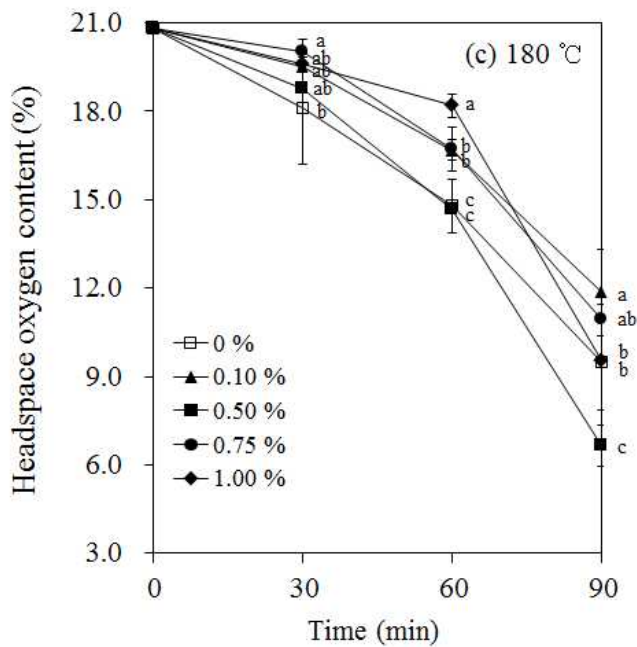 (c) 180 ℃
Headspace oxygen content (%)
21.0
18.0
15.0
12.0
9.0
6.0
3.0
a
ab
ab
ab
b
a
b
b
c
c
a
ab
b
b
c
0 %
0.10 %
0.50 %
0.75 %
1.00 %
0 30 60 90
Time (min)